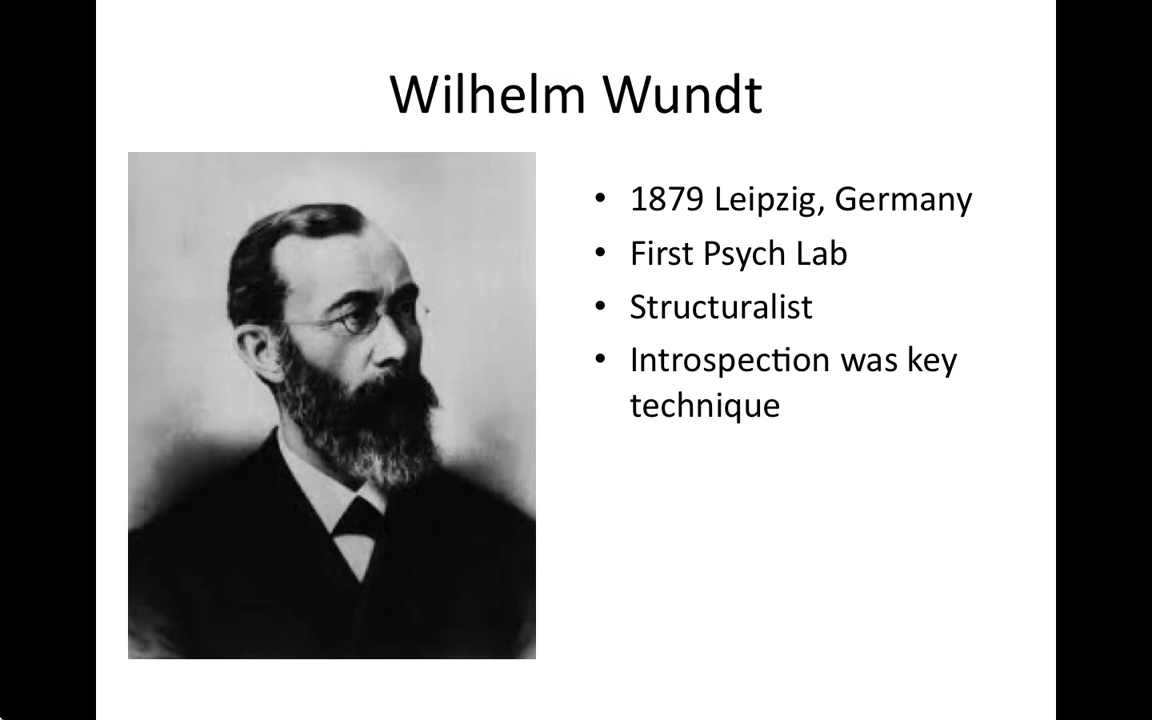 Wilhelm Wundt
• 1879 Leipzig, Germany
• First Psych Lab
• Structuralist
• Introspection was key
technique